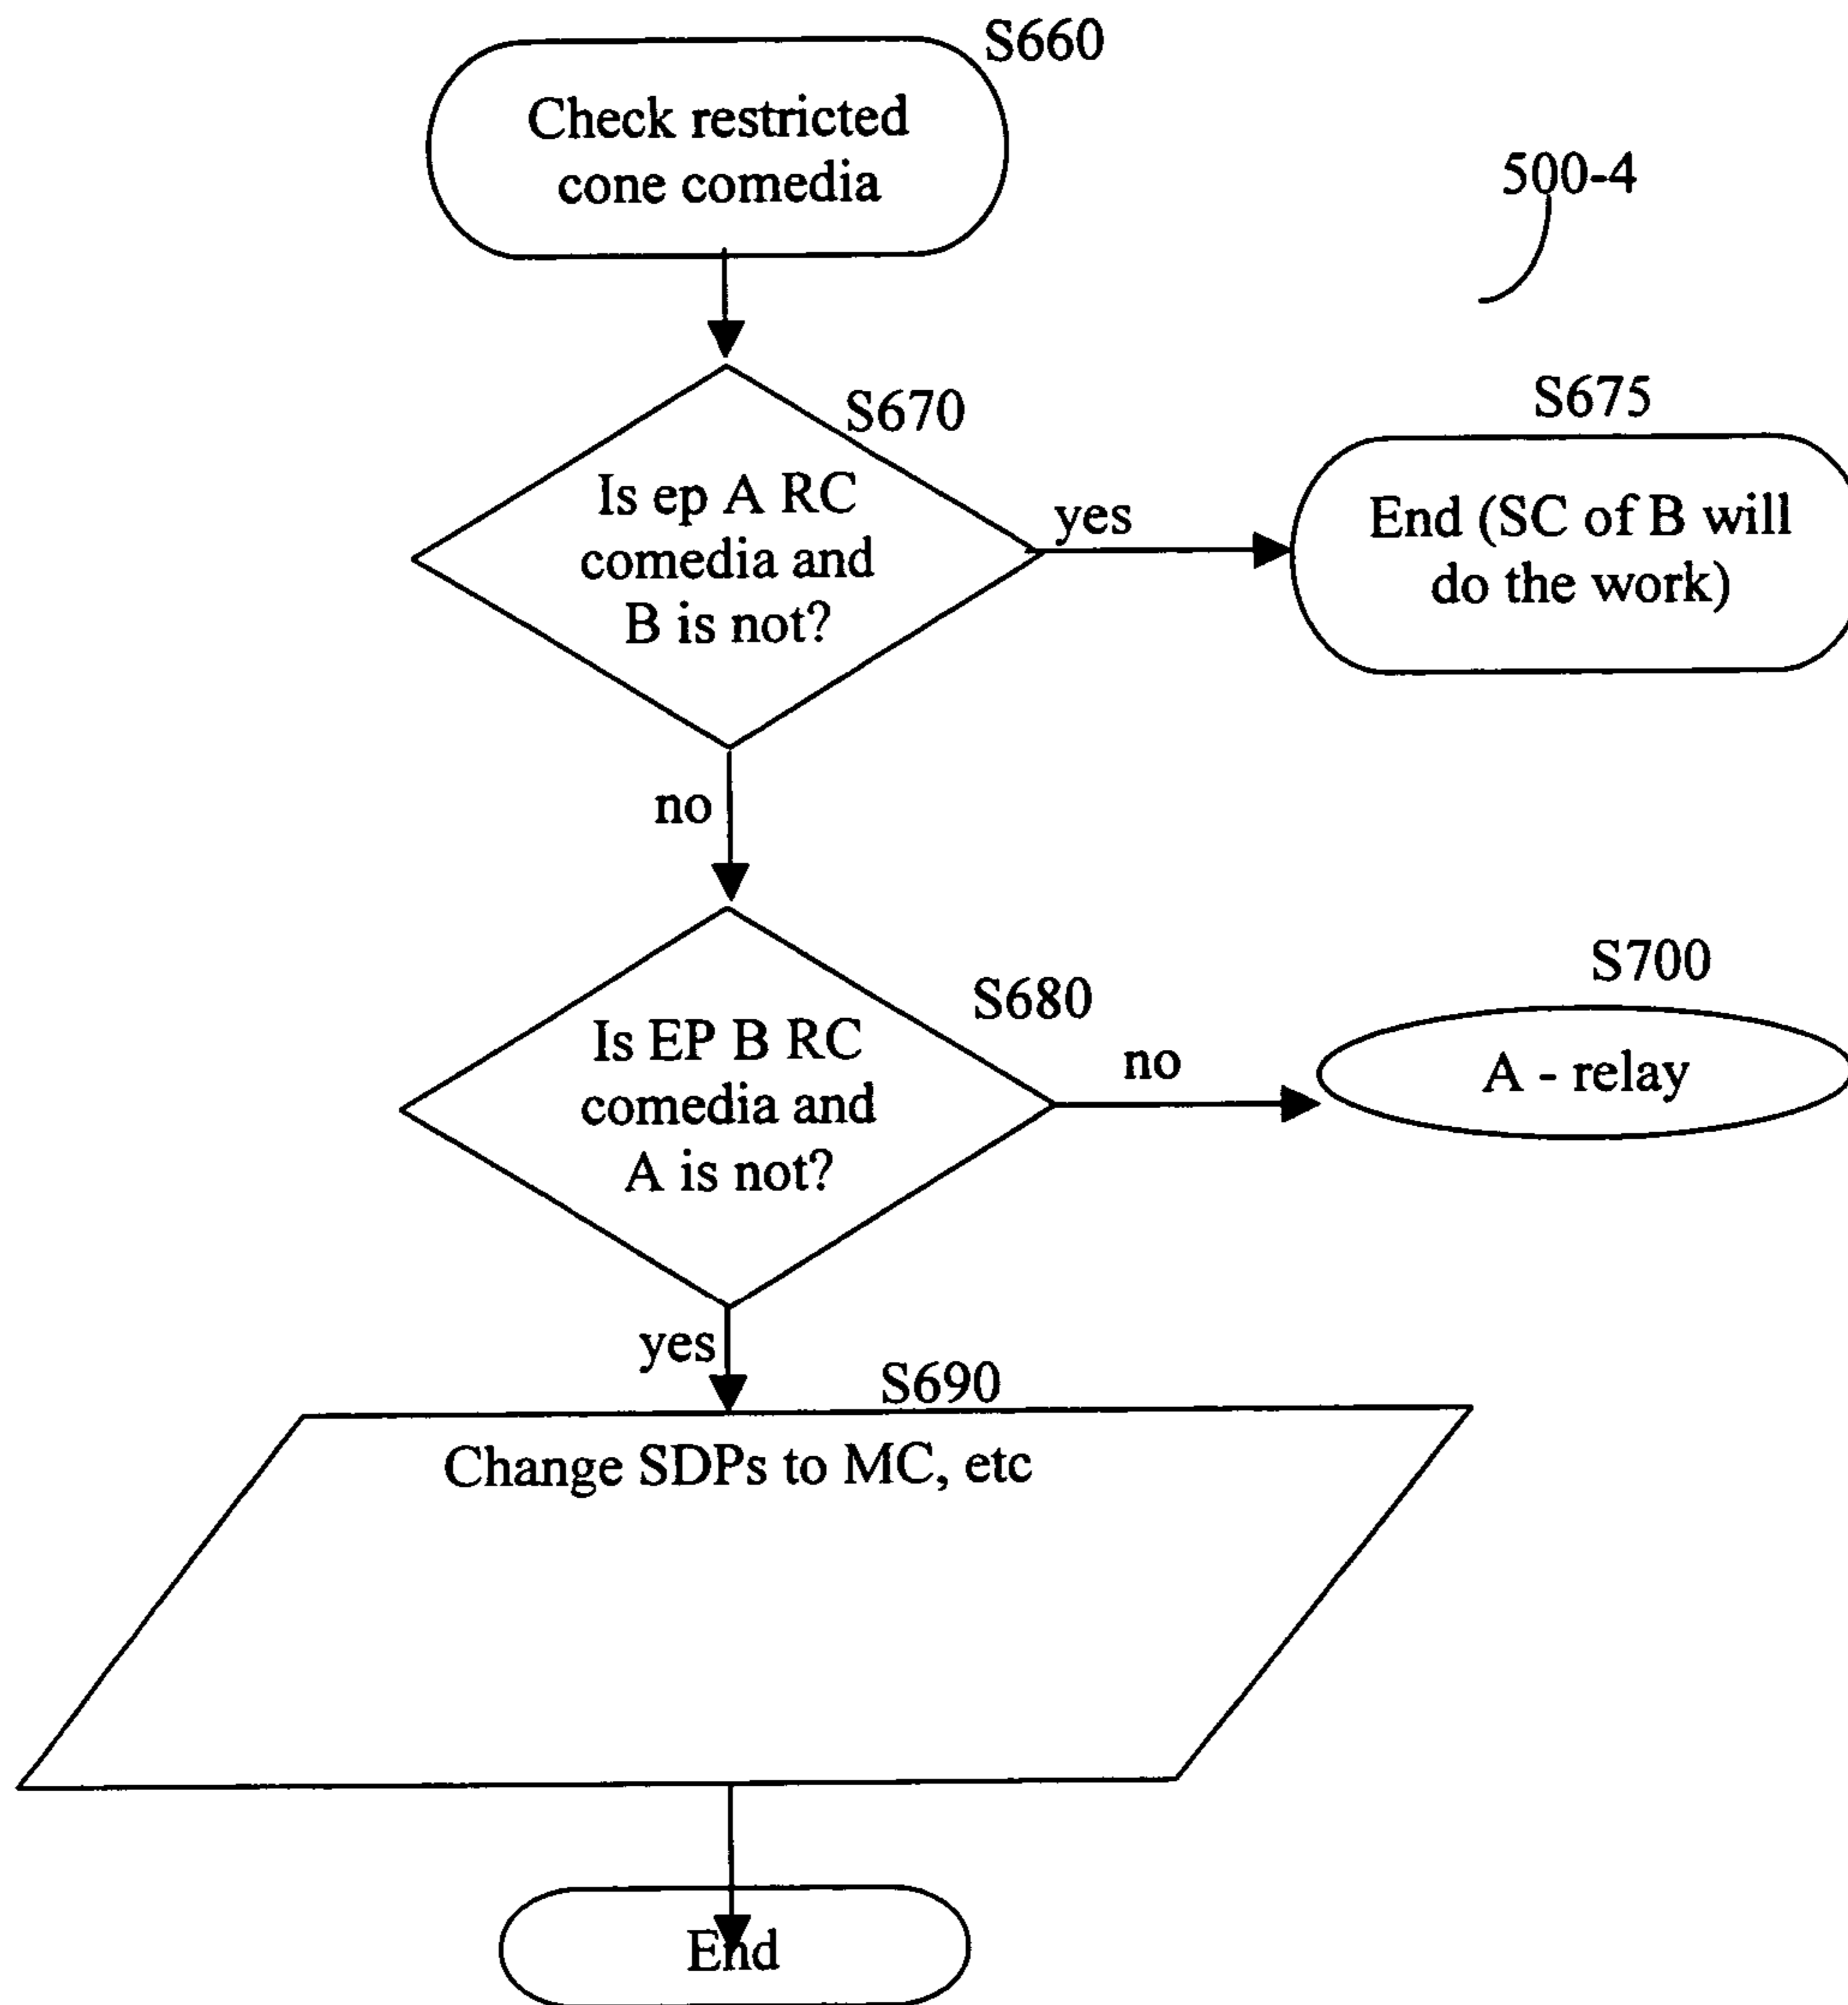 S660
Check restricted
cone comedia
500-4
S670
Is ep A RC
comedia and
B is not?
yes
S675
End (SC of B will
do the work)
no
S680
Is EP B RC
comedia and
A is not?
no
S700
A - relay
yes
S690
Change SDPs to MC, etc
End